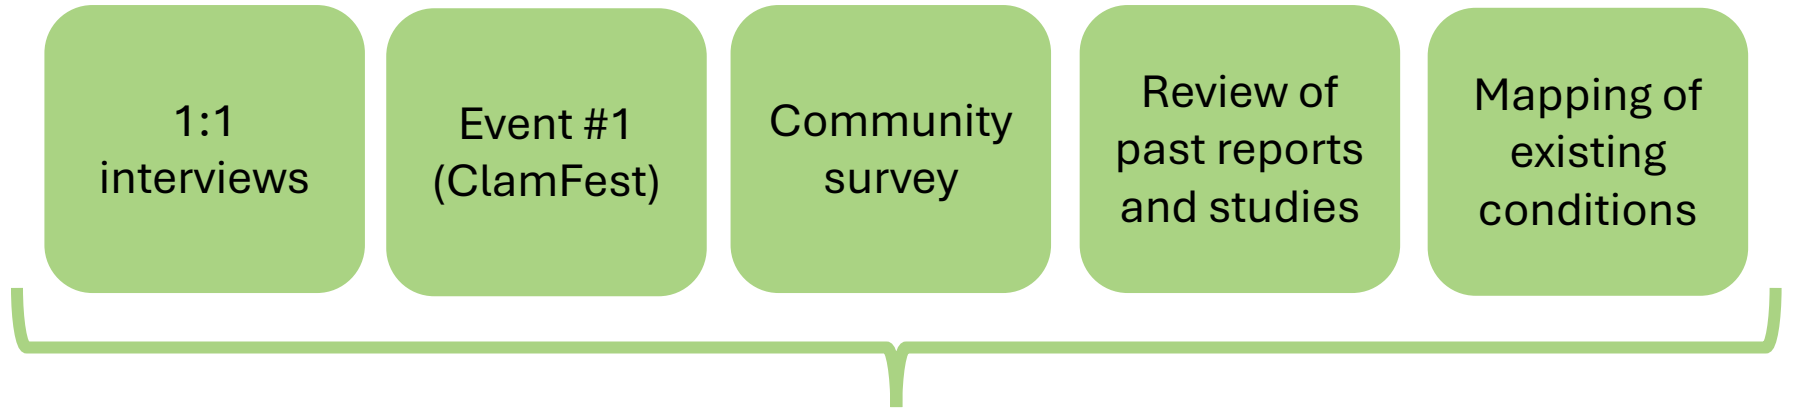 1:1
interviews
Event #1
(ClamFest)
Community
survey
Review of
past reports
and studies
Mapping of
existing
conditions